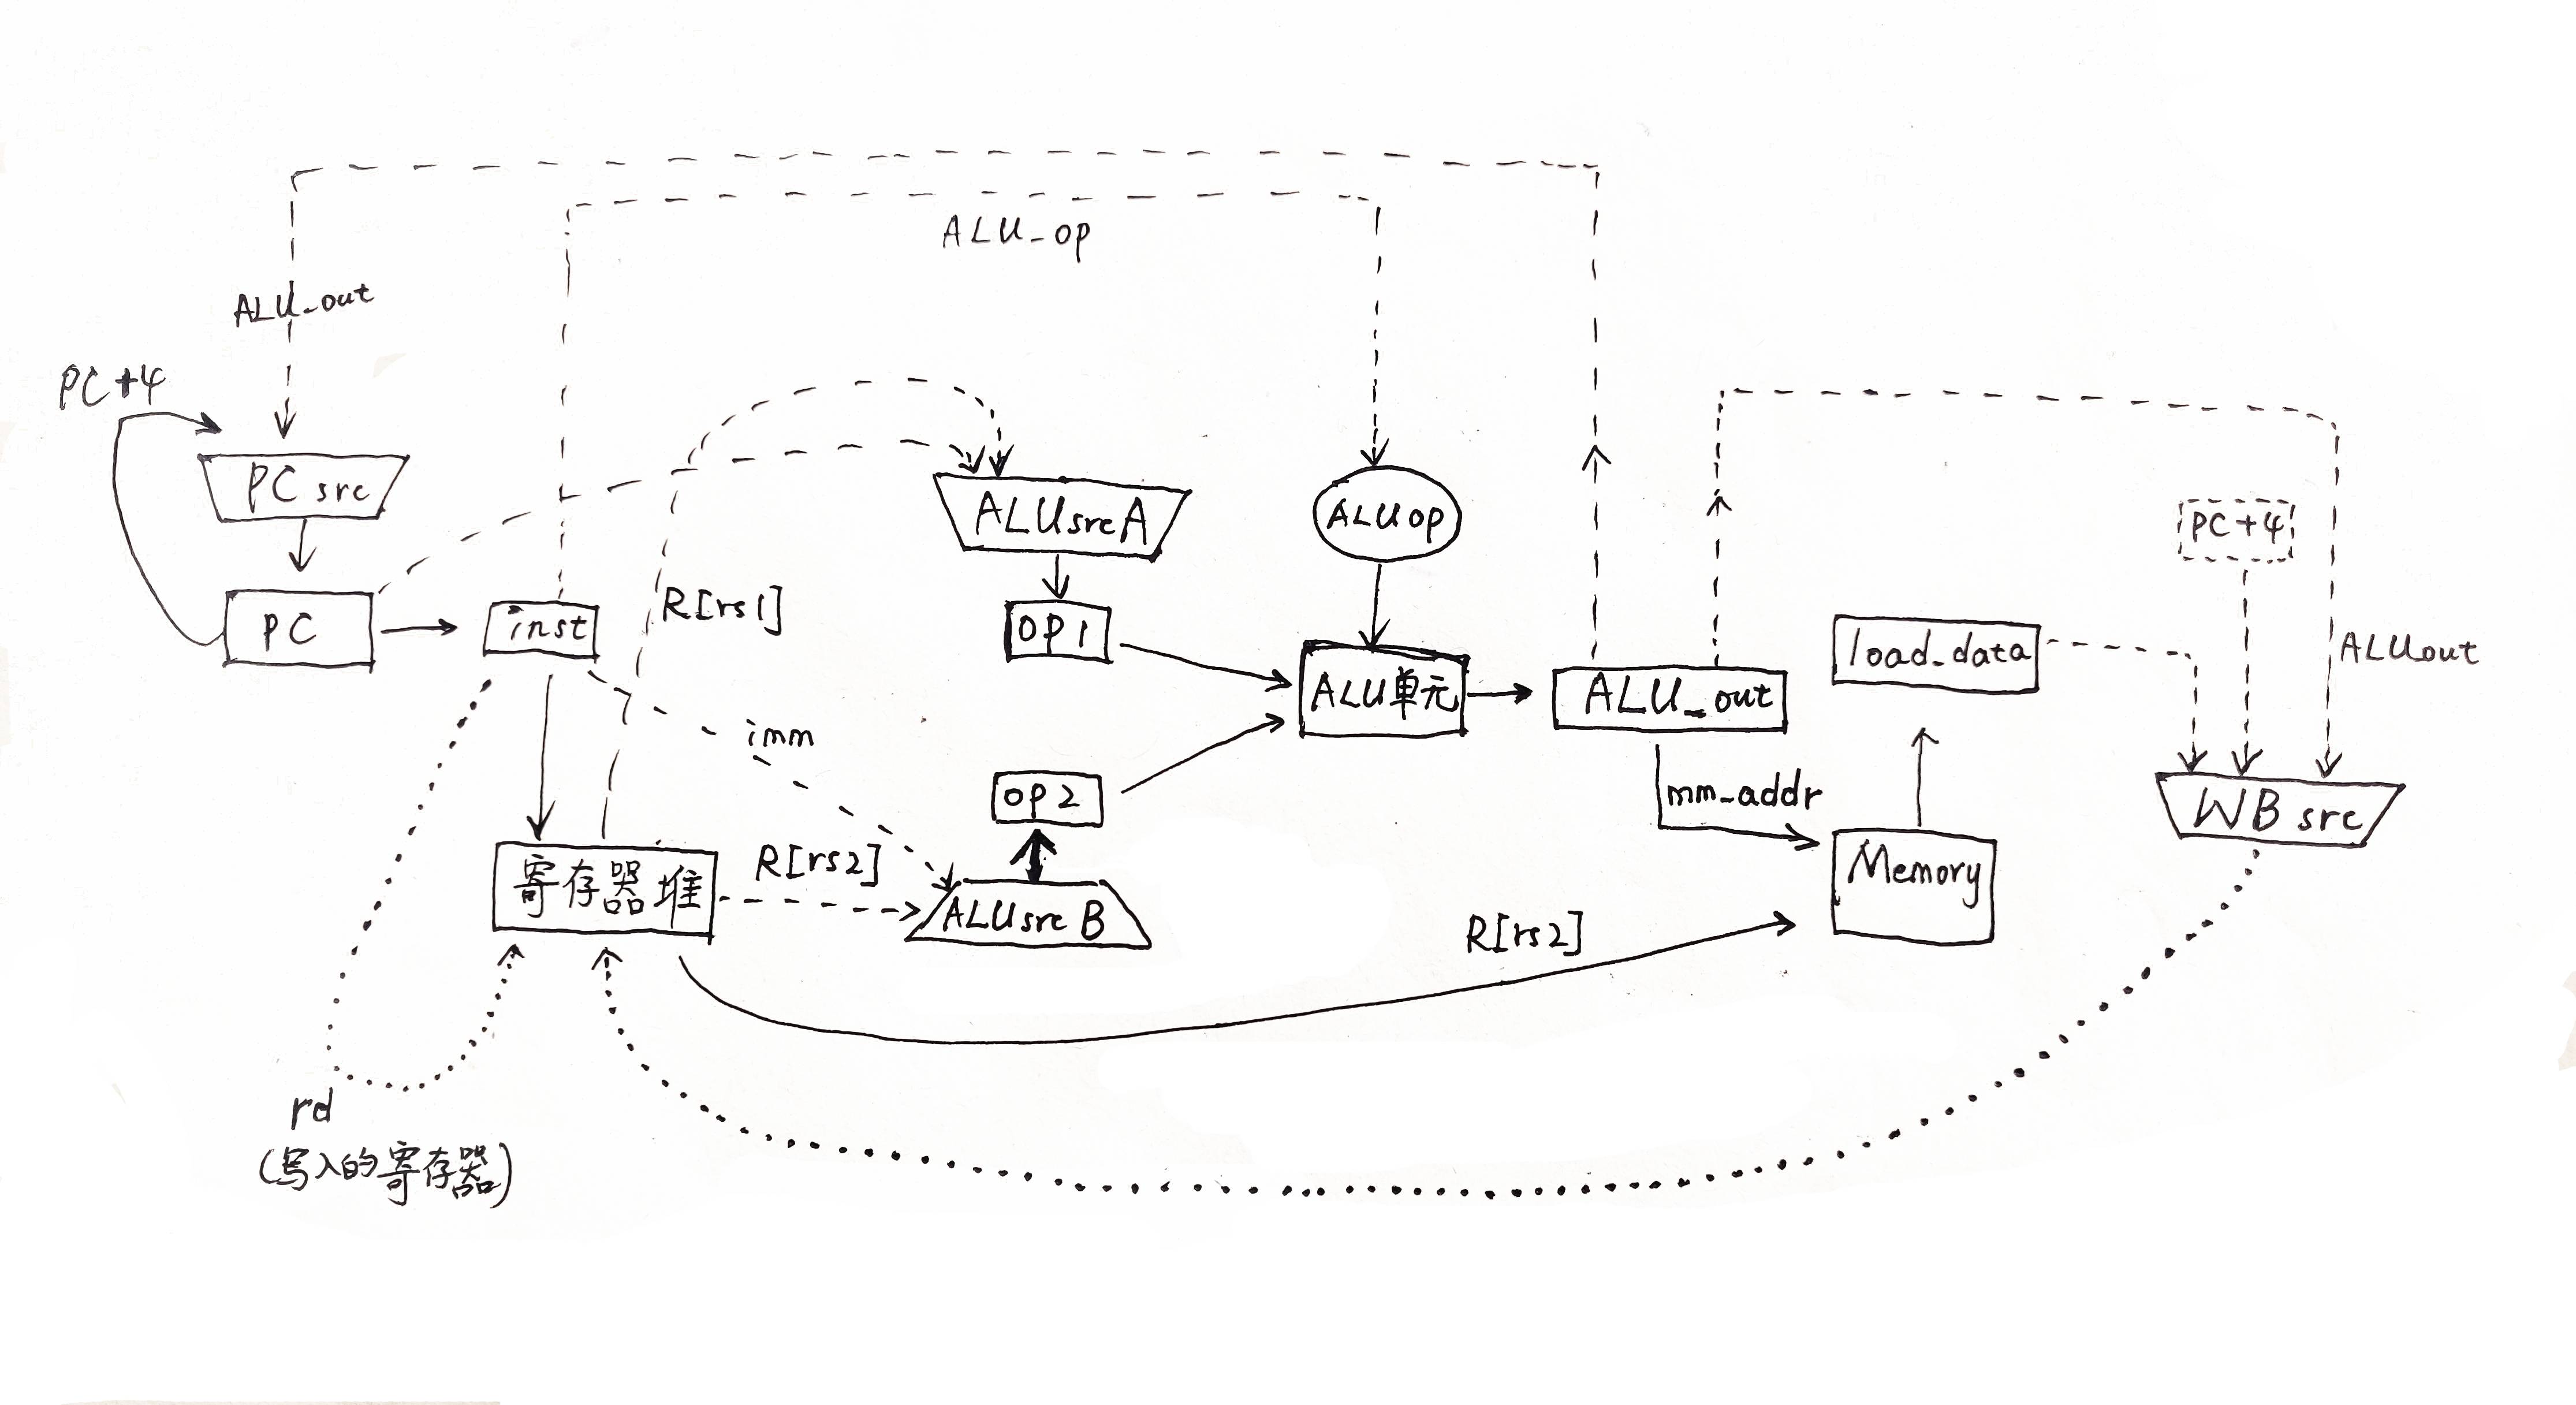 ALU_op
ALU_out
PC+4
PC src
ALUsrcA
ALUop
PC+4
PC
inst
R[rs1]
op1
ALU单元
ALU_out
load_data
ALUout
imm
op2
mm_addr
WB src
寄存器堆
R[rs2]
ALUsrc B
Memory
R[rs2]
rd
(写入的寄存器)